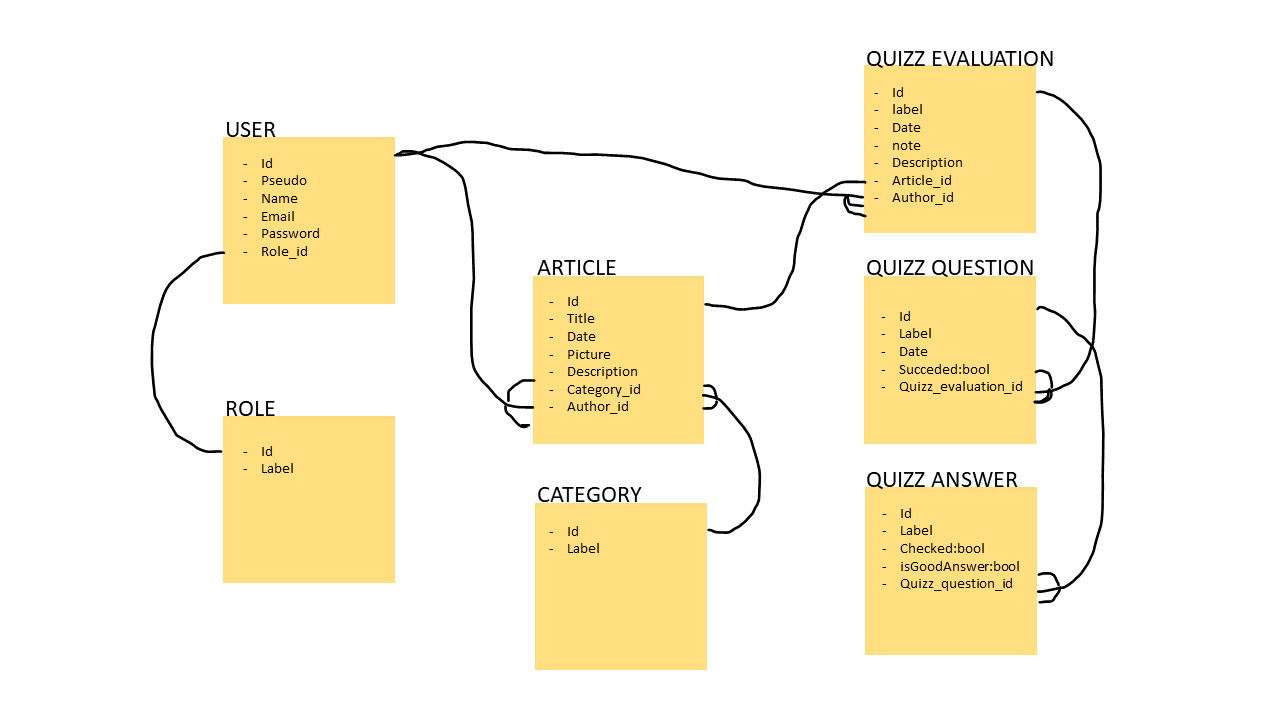 USER
- Id
- Pseudo
- Name
- Email
- Password
- Role_id
ROLE
- Id
- Label
ARTICLE
- Id
- Title
- Date
- Picture
- Description
- Category_id
- Author_id
CATEGORY
- Id
- Label
QUIZZ EVALUATION
- Id
- label
- Date
- note
- Description
- Article_id
- Author_id
QUIZZ QUESTION
- Id
- Label
- Date
- Succeded:bool
- Quizz_evaluation_id
QUIZZ ANSWER
- Id
- Label
- Checked:bool
- isGoodAnswer:bool
- Quizz_question_id